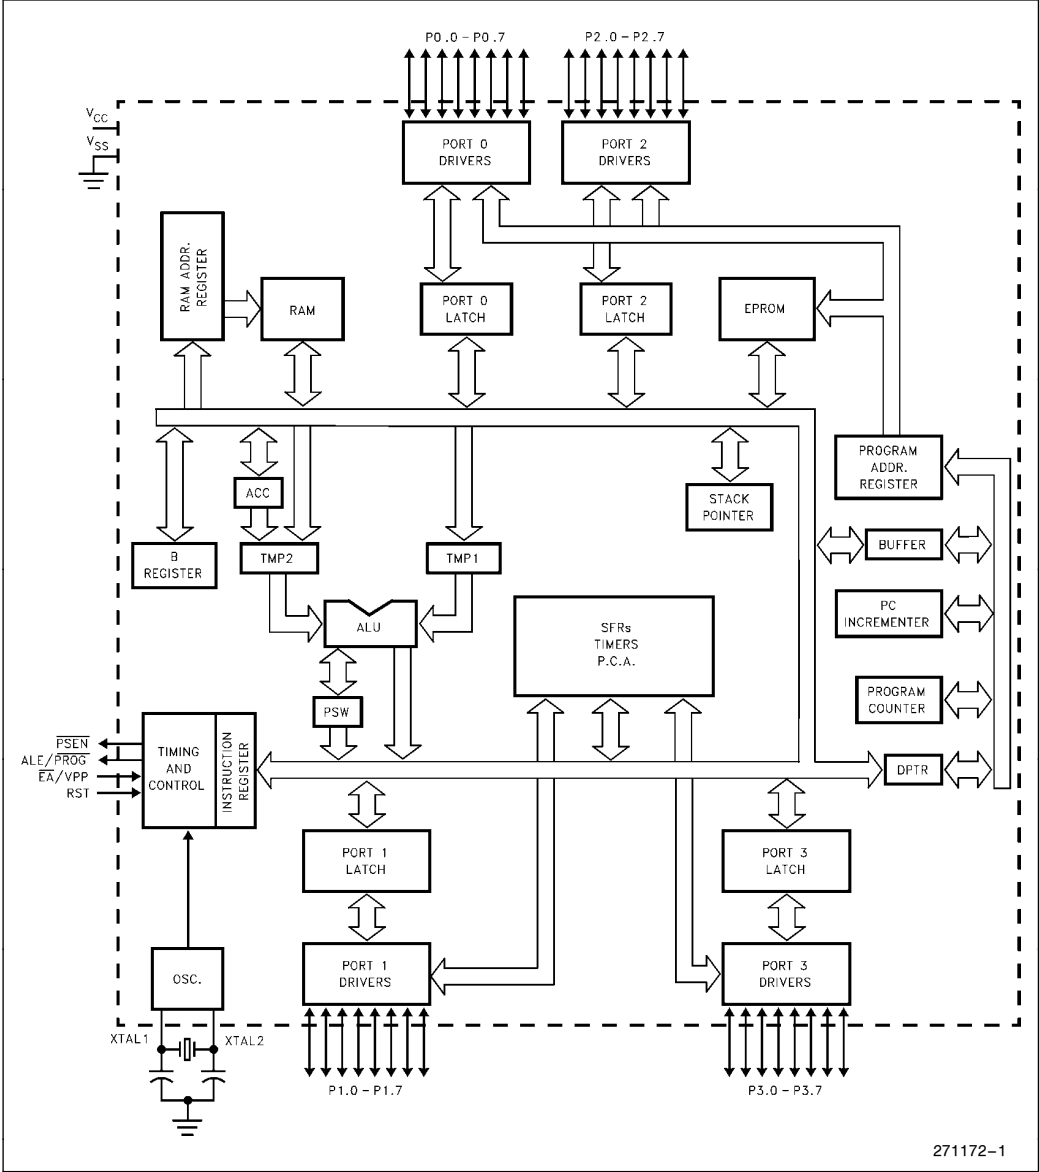 P0.0 – P0.7
P2.0 – P2.7
VCC
VSS
PORT 0
DRIVERS
PORT 2
DRIVERS
RAM ADDR.
REGISTER
RAM
PORT 0
LATCH
PORT 2
LATCH
EPROM
PROGRAM
ADDR.
REGISTER
ACC
STACK
POINTER
B
REGISTER
TMP2
TMP1
BUFFER
ALU
SFRs
TIMERS
P.C.A.
PC
INCREMENTER
PSW
PROGRAM
COUNTER
PSEN
ALE/PROG
EA/VPP
RST
TIMING
AND
CONTROL
INSTRUCTION
REGISTER
DPTR
PORT 1
LATCH
PORT 3
LATCH
OSC.
PORT 1
DRIVERS
PORT 3
DRIVERS
XTAL1
XTAL2
P1.0 – P1.7
P3.0 – P3.7
271172–1